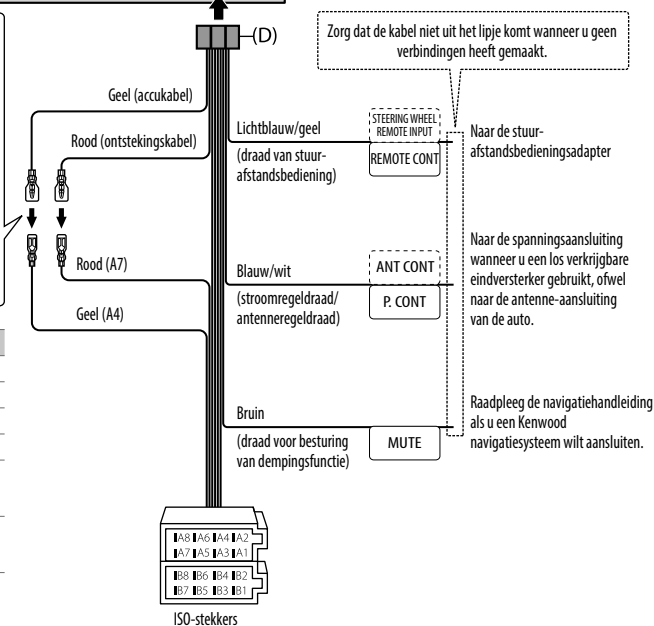 (D)
Zorg dat de kabel niet uit het lipje komt wanneer u geen
verbindingen heeft gemaakt.
Geel (accukabel)
Rood (ontstekingskabel)
Lichtblauw/geel
(draad van stuur-
afstandsbediening)
STEERING WHEEL
REMOTE INPUT
REMOTE CONT
Naar de stuur-
afstandsbedieningsadapter
Rood (A7)
Geel (A4)
Blauw/wit
(stroomregeldraad/
antenneregeldraad)
ANT CONT
P. CONT
Naar de spanningsaansluiting
wanneer u een los verkrijgbare
eindversterker gebruikt, ofwel
naar de antenne-aansluiting
van de auto.
Bruin
(draad voor besturing
van dempingsfunctie)
MUTE
Raadpleeg de navigatiehandleiding
als u een Kenwood
navigatiesysteem wilt aansluiten.
A8 A6 A4 A2
A7 A5 A3 A1
B8 B6 B4 B2
B7 B5 B3 B1
ISO-stekkers